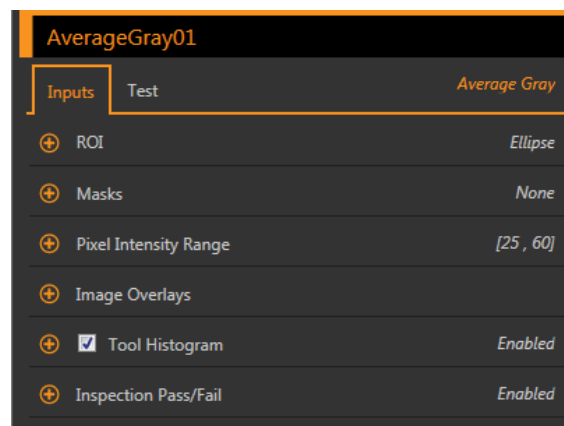 AverageGray01
Inputs Test Average Gray
ROI Ellipse
Masks None
Pixel Intensity Range [25 , 60]
Image Overlays
Tool Histogram Enabled
Inspection Pass/Fail Enabled